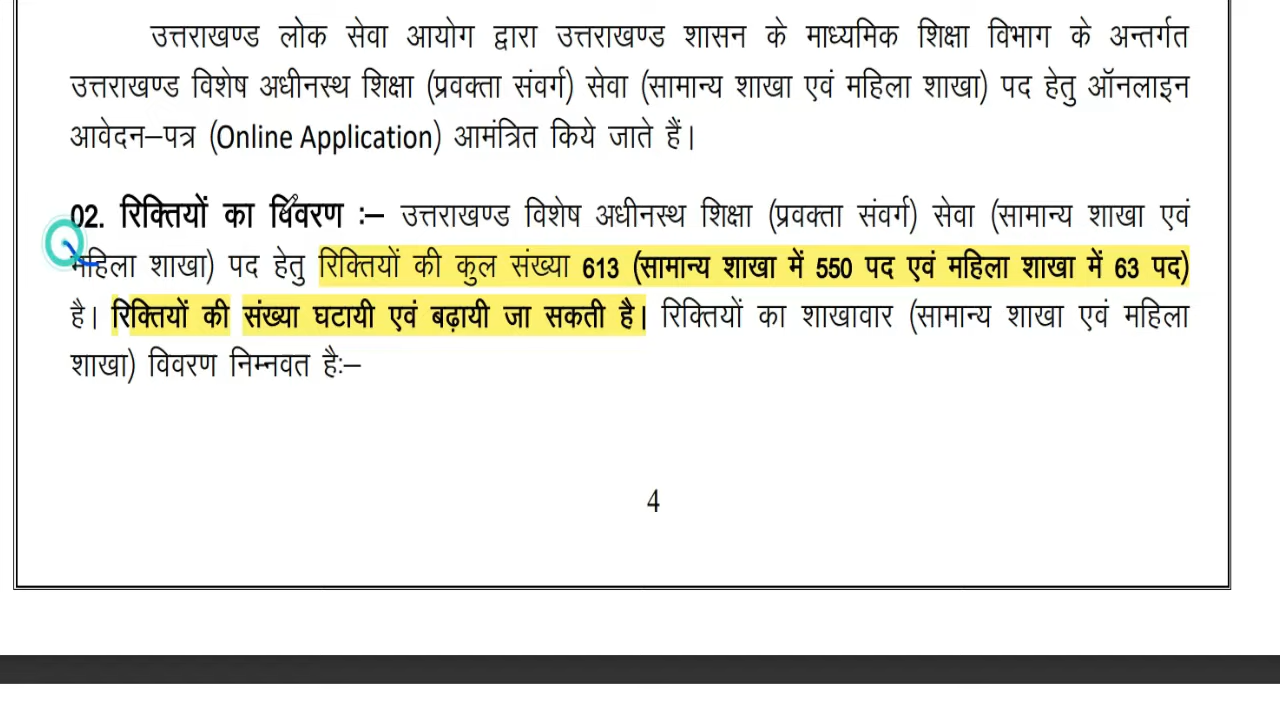 उत्तराखण्ड लोक सेवा आयोग द्वारा उत्तराखण्ड शासन के माध्यमिक शिक्षा विभाग के अन्तर्गत
उत्तराखण्ड विशेष अधीनस्थ शिक्षा (प्रवक्ता संवर्ग) सेवा (सामान्य शाखा एवं महिला शाखा) पद हेतु ऑनलाइन
आवेदन–पत्र (Online Application) आमंत्रित किये जाते हैं।
02. रिक्तियों का विवरण :– उत्तराखण्ड विशेष अधीनस्थ शिक्षा (प्रवक्ता संवर्ग) सेवा (सामान्य शाखा एवं
महिला शाखा) पद हेतु रिक्तियों की कुल संख्या 613 (सामान्य शाखा में 550 पद एवं महिला शाखा में 63 पद)
है। रिक्तियों की संख्या घटायी एवं बढ़ायी जा सकती है। रिक्तियों का शाखावार (सामान्य शाखा एवं महिला
शाखा) विवरण निम्नवत है:–
4